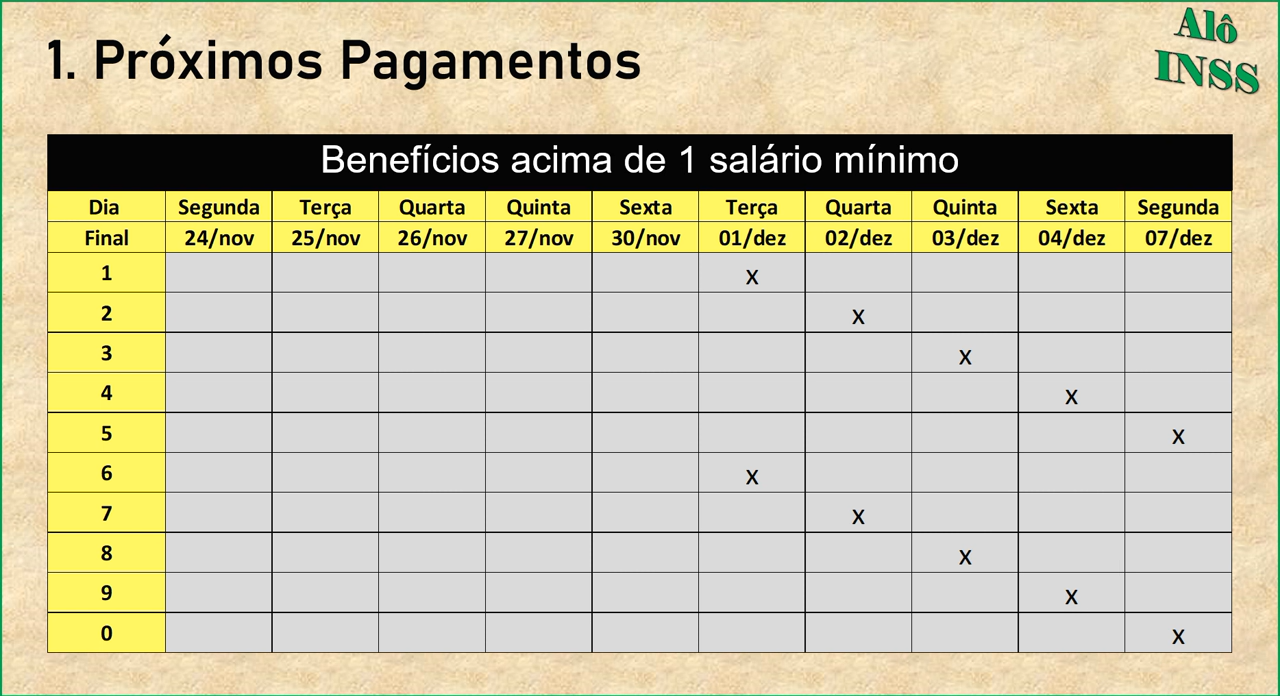 1. Próximos Pagamentos
Alô
INSS
Benefícios acima de 1 salário mínimo
Dia Segunda Terça Quarta Quinta Sexta Terça Quarta Quinta Sexta Segunda
Final 24/nov 25/nov 26/nov 27/nov 30/nov 01/dez 02/dez 03/dez 04/dez 07/dez
1 x
2 x
3 x
4 x
5 x
6 x
7 x
8 x
9 x
0 x